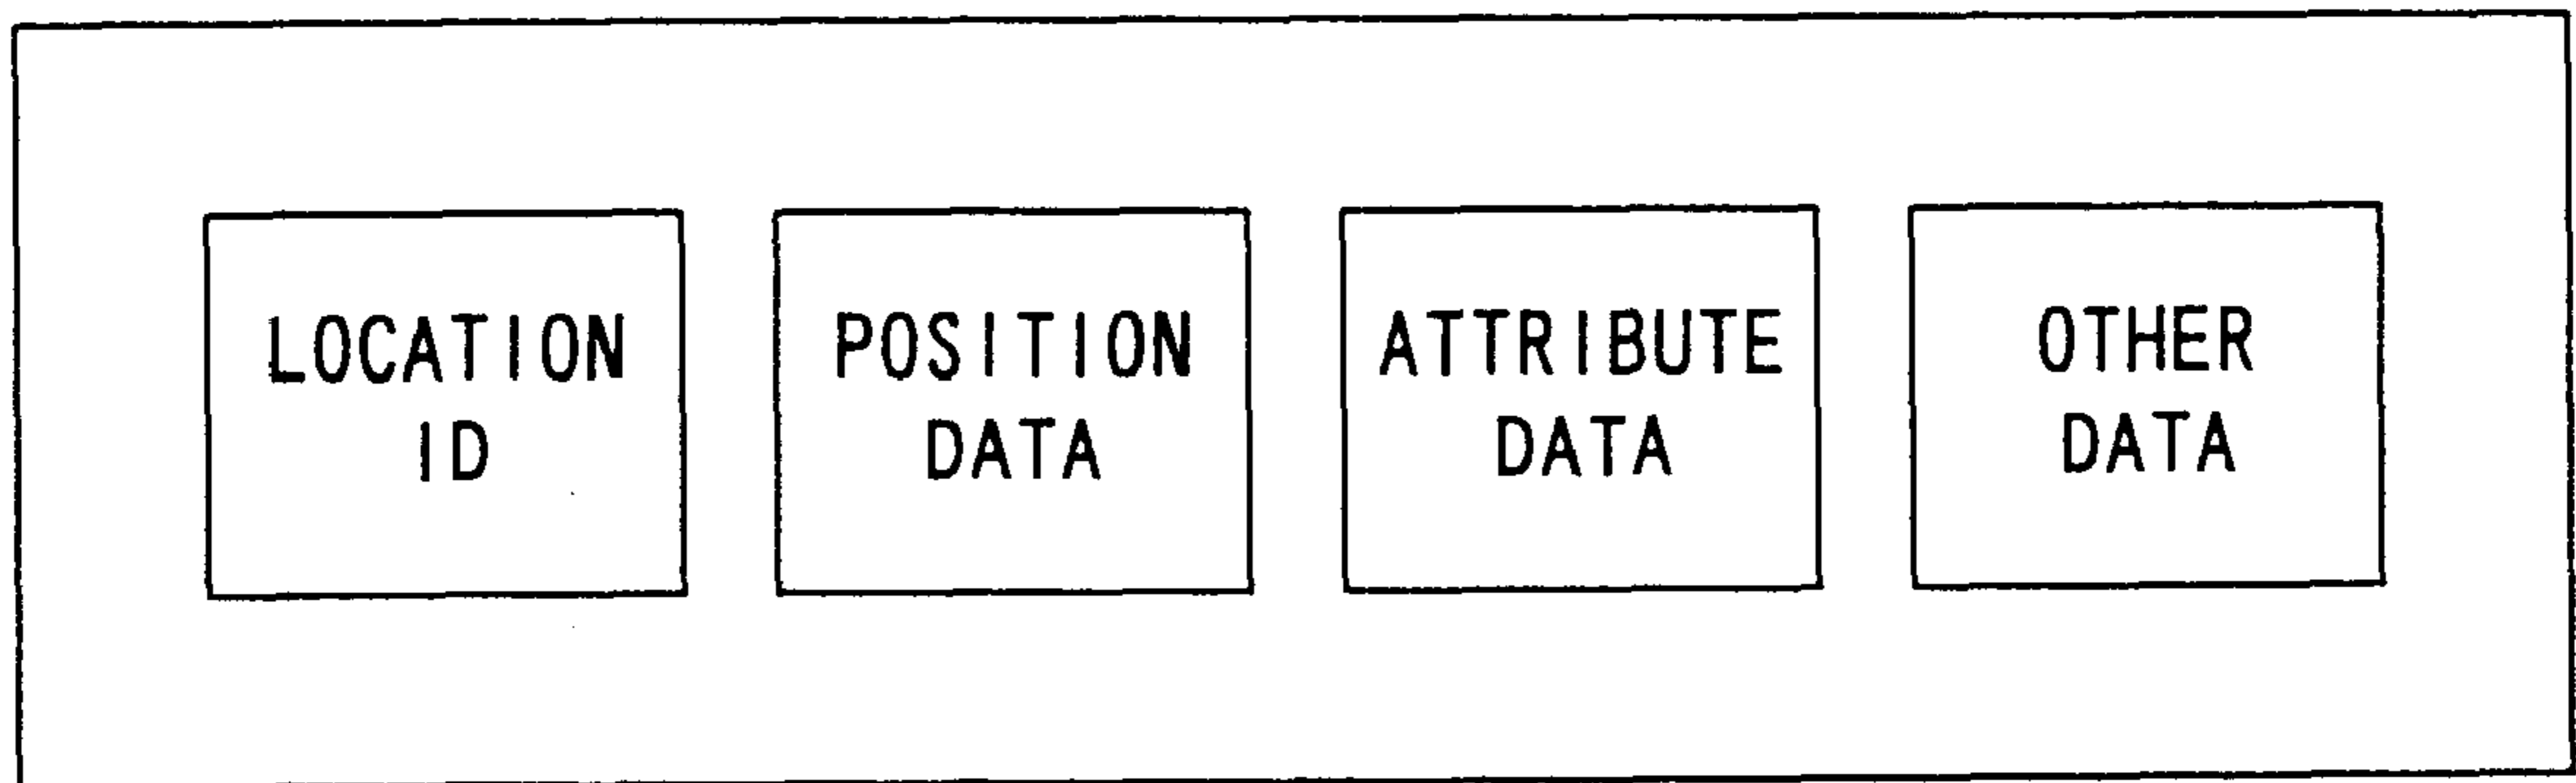 LOCATION
ID
POSITION
DATA
ATTRIBUTE
DATA
OTHER
DATA